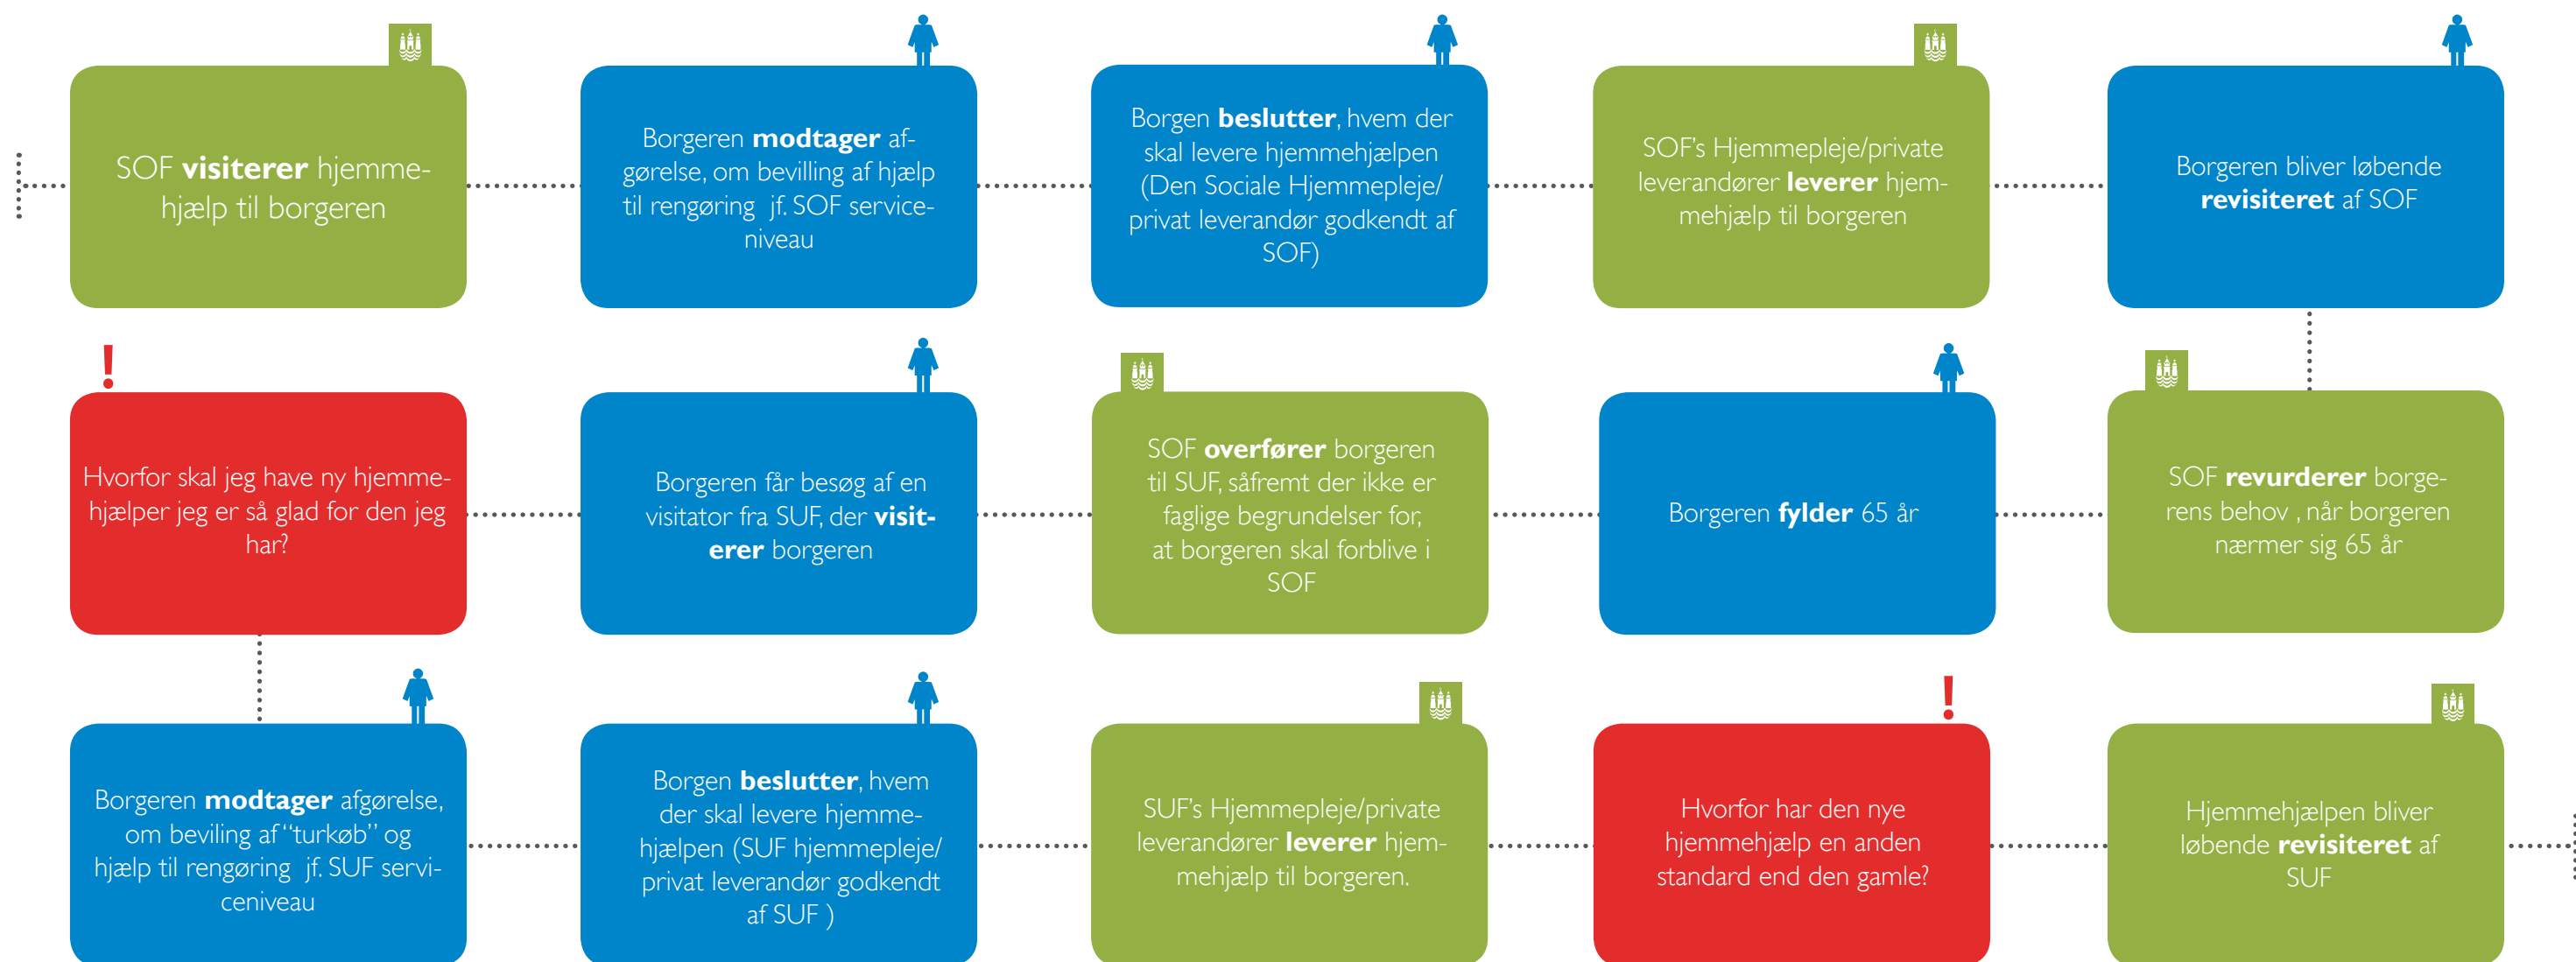 SOF visiterer hjemme-
hjælp til borgeren
Borgeren modtager af-
gørelse, om bevilling af hjælp
til rengøring jf. SOF service-
niveau
Borgen beslutter, hvem der
skal levere hjemmehjælpen
(Den Sociale Hjemmepleje/
privat leverandør godkendt af
SOF)
SOF's Hjemmepleje/private
leverandører leverer hjem-
mehjælp til borgeren
Borgeren bliver løbende
revisiteret af SOF
!
Hvorfor skal jeg have ny hjemme-
hjælper jeg er så glad for den jeg
har?
Borgeren får besøg af en
visitator fra SUF, der visit-
erer borgeren
SOF overfører borgeren
til SUF, såfremt der ikke er
faglige begrundelser for,
at borgeren skal forblive i
SOF
Borgeren fylder 65 år
SOF revurderer borge-
rens behov , når borgeren
nærmer sig 65 år
Borgeren modtager afgørelse,
om beviling af "turkøb" og
hjælp til rengøring jf. SUF servi-
ceniveau
Borgen beslutter, hvem
der skal levere hjemme-
hjælpen (SUF hjemmepleje/
privat leverandør godkendt
af SUF )
SUF's Hjemmepleje/private
leverandører leverer hjem-
mehjælp til borgeren.
!
Hvorfor har den nye
hjemmehjælp en anden
standard end den gamle?
Hjemmehjælpen bliver
løbende revisiteret af
SUF